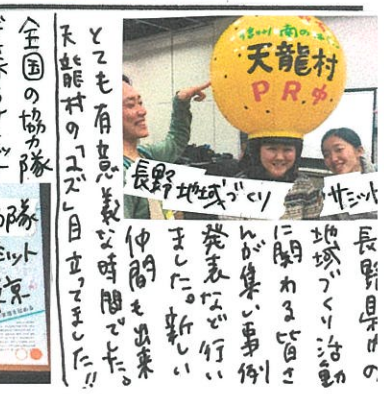 天龍村
PR中
長野 地域づくり サミット
長野県内の
地域づくり活動
に関わる皆さ
んが集い事例
発表など行い
ました。新しい
仲間も出来
とても有意義な時間でした。
天龍村の「ユズ」目立ってました!!
全国の協力隊